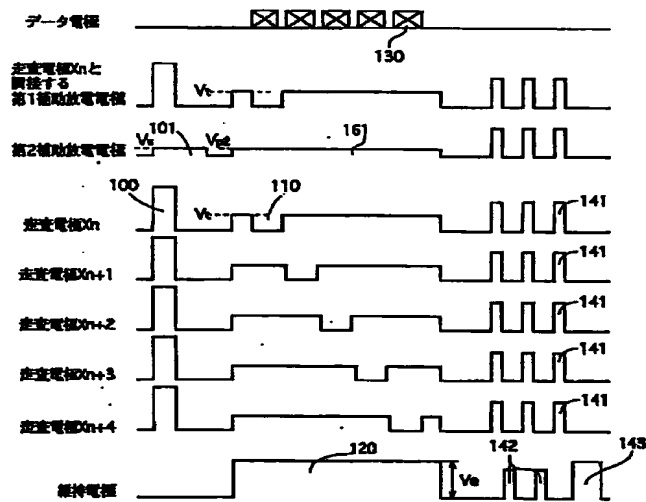 データ電極
130
走査電極Xnと
隣接する
第1補助放電電極
Vt
第2補助放電電極
Vs
101
Vp2
161
100
110
走査電極Xn
Vt
141
走査電極Xn+1
141
走査電極Xn+2
141
走査電極Xn+3
141
走査電極Xn+4
141
維持電極
120
Ve
142
143